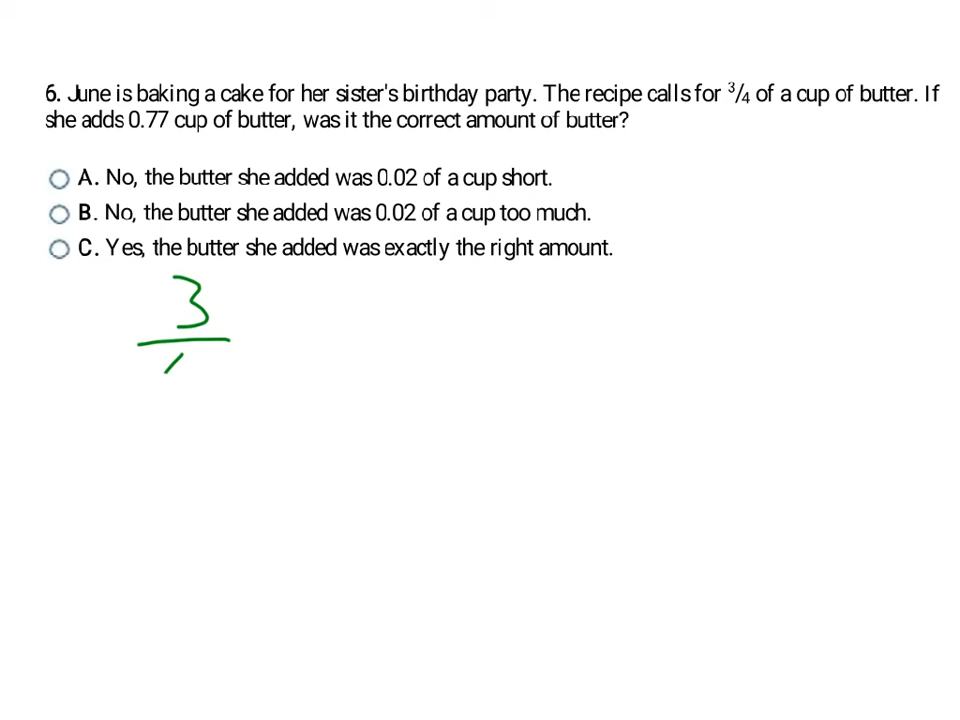 6. June is baking a cake for her sister's birthday party. The recipe calls for ³/₄ of a cup of butter. If
she adds 0.77 cup of butter, was it the correct amount of butter?
A. No, the butter she added was 0.02 of a cup short.
B. No, the butter she added was 0.02 of a cup too much.
C. Yes, the butter she added was exactly the right amount.
3